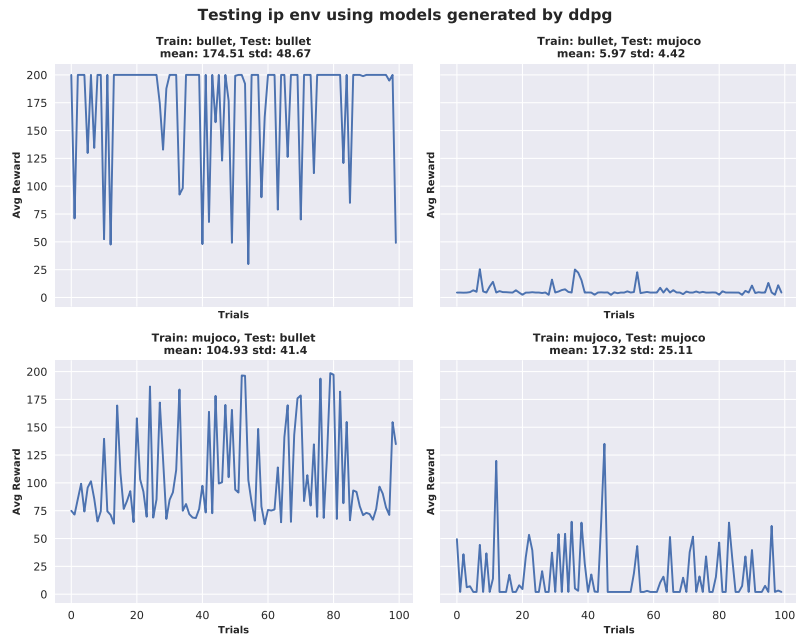 Testing ip env using models generated by ddpg
Train: bullet, Test: bullet
mean: 174.51 std: 48.67
Train: bullet, Test: mujoco
mean: 5.97 std: 4.42
200
175
150
125
100
75
50
25
0
Avg Reward
Avg Reward
Trials
Trials
Train: mujoco, Test: bullet
mean: 104.93 std: 41.4
Train: mujoco, Test: mujoco
mean: 17.32 std: 25.11
200
175
150
125
100
75
50
25
0
Avg Reward
Avg Reward
0 20 40 60 80 100
0 20 40 60 80 100
Trials
Trials